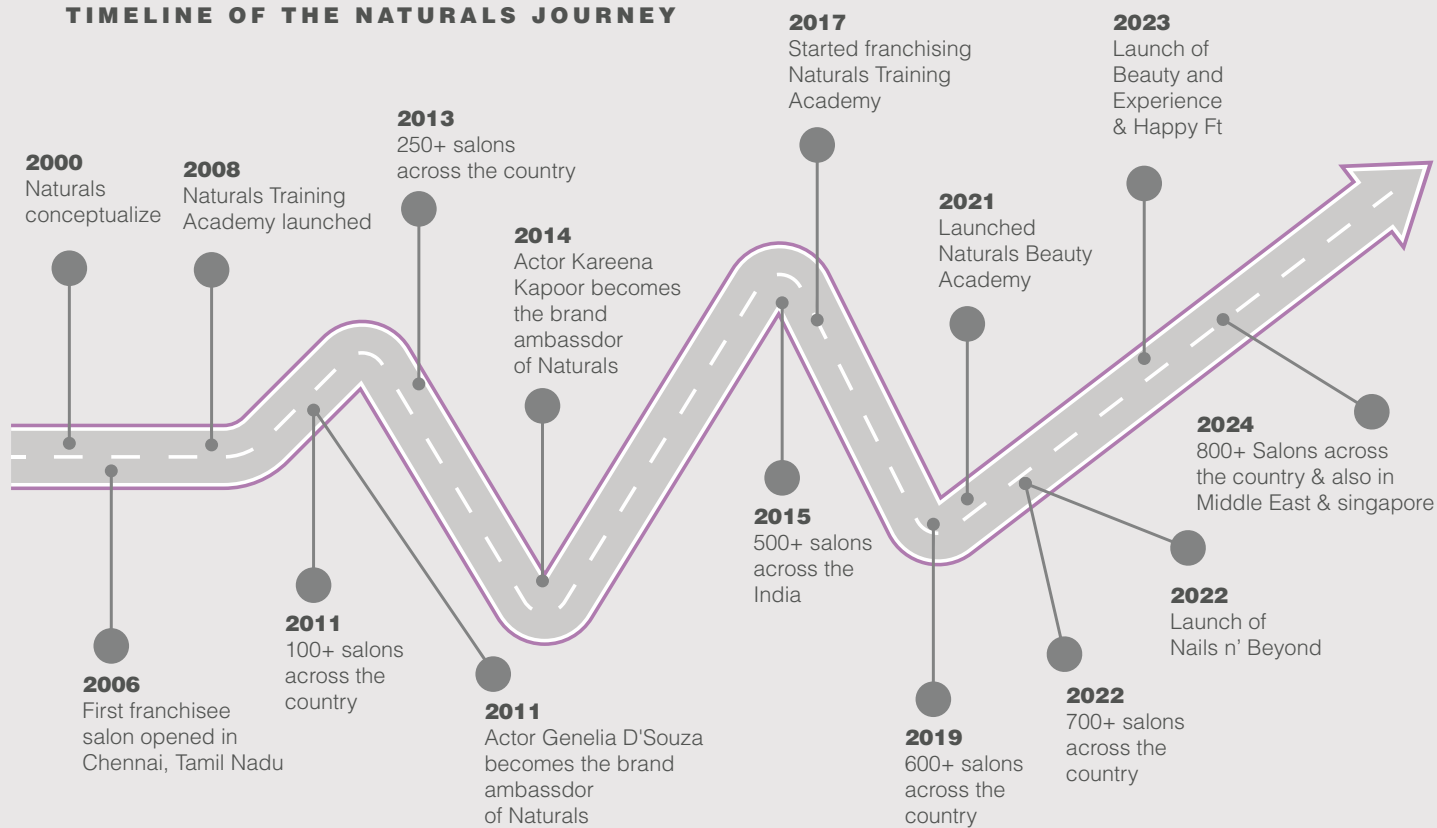 TIMELINE OF THE NATURALS JOURNEY
2000
Naturals
conceptualize
2006
First franchisee
salon opened in
Chennai, Tamil Nadu
2008
Naturals Training
Academy launched
2011
100+ salons
across the
country
2011
Actor Genelia D'Souza
becomes the brand
ambassdor
of Naturals
2013
250+ salons
across the country
2014
Actor Kareena
Kapoor becomes
the brand
ambassdor
of Naturals
2015
500+ salons
across the
India
2017
Started franchising
Naturals Training
Academy
2019
600+ salons
across the
country
2021
Launched
Naturals Beauty
Academy
2022
700+ salons
across the
country
2022
Launch of
Nails n’ Beyond
2023
Launch of
Beauty and
Experience
& Happy Ft
2024
800+ Salons across
the country & also in
Middle East & singapore